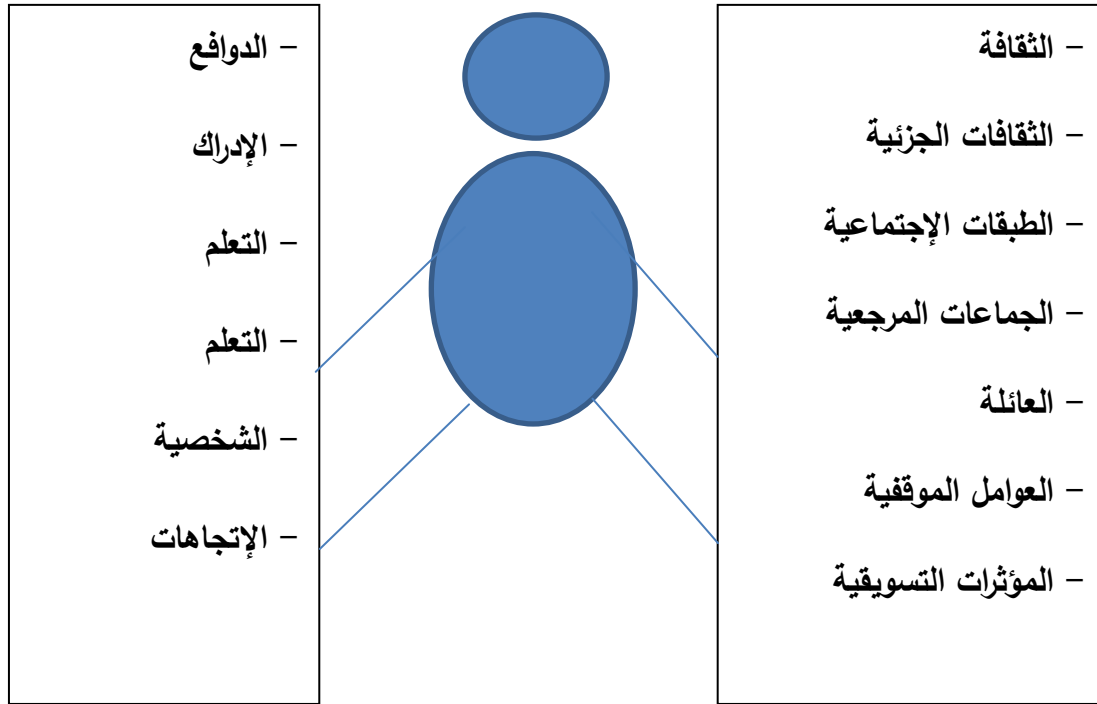 - الثقافة
- الثقافات الجزئية
- الطبقات الإجتماعية
- الجماعات المرجعية
- العائلة
- العوامل الموقفية
- المؤثرات التسويقية
- الدوافع
- الإدراك
- التعلم
- التعلم
- الشخصية
- الإتجاهات